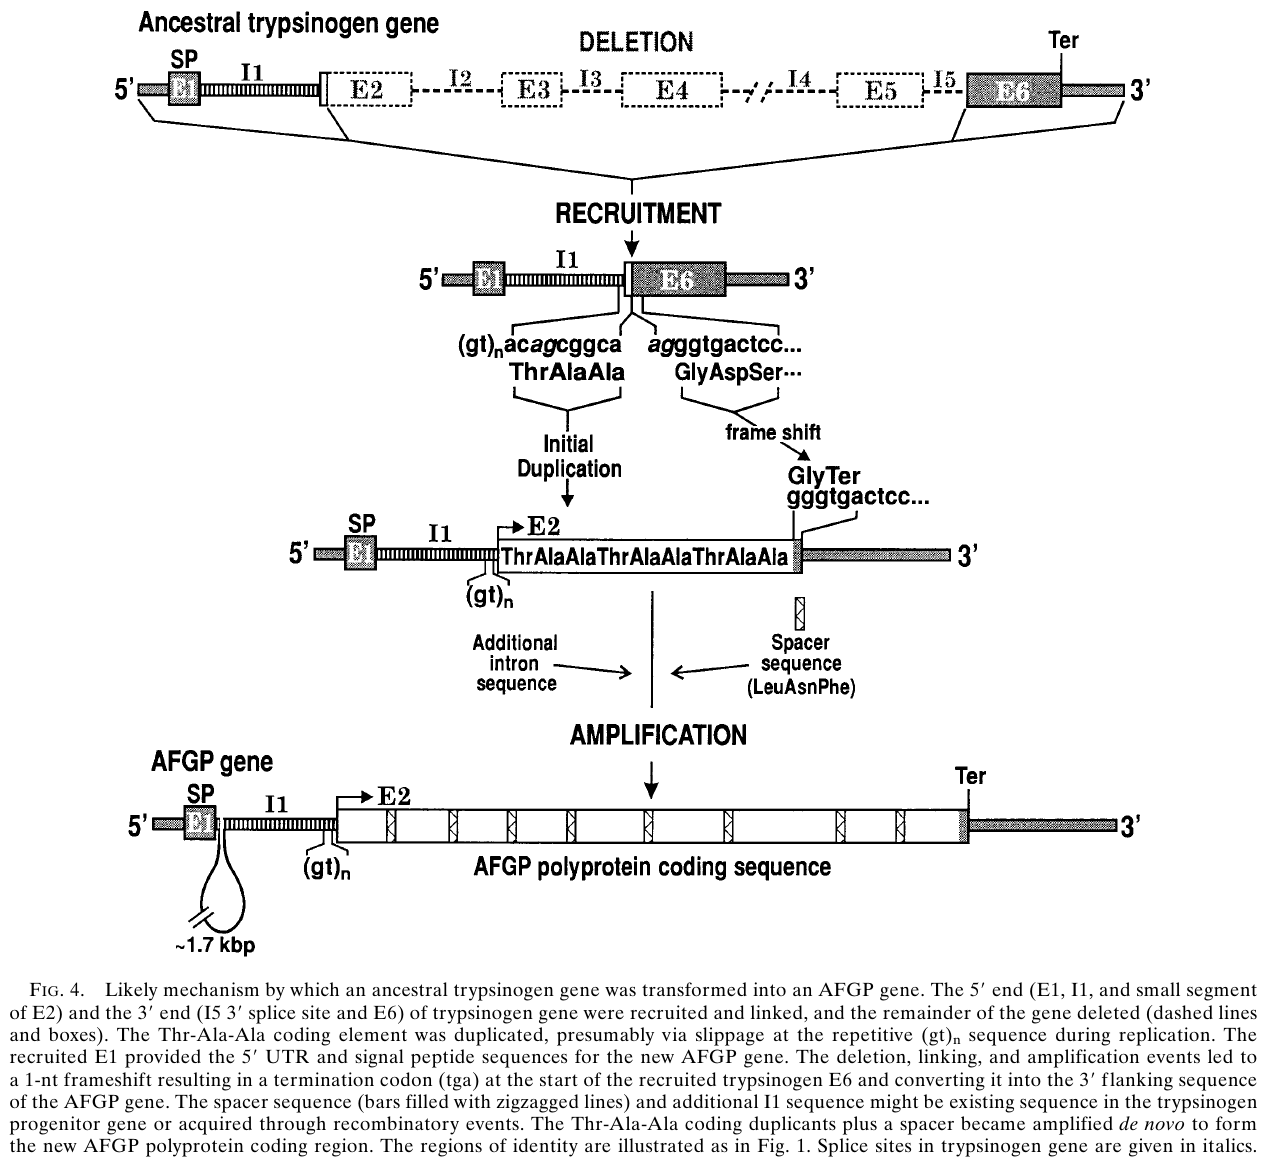 Ancestral trypsinogen gene
DELETION
SP
Ter
5′ E1 I1 E2 I2 E3 I3 E4 I4 E5 I5 E6 3′
RECRUITMENT
5′ E1 I1 E6 3′
(gt)nacagcggca agggtgactcc...
ThrAlaAla GlyAspSer···
frame shift
Initial
Duplication
GlyTer
gggtgactcc...
SP
I1
E2
5′ E1 ThrAlaAlaThrAlaAlaThrAlaAla 3′
(gt)n
Additional
intron
sequence
Spacer
sequence
(LeuAsnPhe)
AMPLIFICATION
AFGP gene
SP
I1
E2
Ter
5′ E1 3′
(gt)n
AFGP polyprotein coding sequence
~1.7 kbp
FIG. 4. Likely mechanism by which an ancestral trypsinogen gene was transformed into an AFGP gene. The 5′ end (E1, I1, and small segment
of E2) and the 3′ end (I5 3′ splice site and E6) of trypsinogen gene were recruited and linked, and the remainder of the gene deleted (dashed lines
and boxes). The Thr-Ala-Ala coding element was duplicated, presumably via slippage at the repetitive (gt)n sequence during replication. The
recruited E1 provided the 5′ UTR and signal peptide sequences for the new AFGP gene. The deletion, linking, and amplification events led to
a 1-nt frameshift resulting in a termination codon (tga) at the start of the recruited trypsinogen E6 and converting it into the 3′ flanking sequence
of the AFGP gene. The spacer sequence (bars filled with zigzagged lines) and additional I1 sequence might be existing sequence in the trypsinogen
progenitor gene or acquired through recombinatory events. The Thr-Ala-Ala coding duplicants plus a spacer became amplified de novo to form
the new AFGP polyprotein coding region. The regions of identity are illustrated as in Fig. 1. Splice sites in trypsinogen gene are given in italics.